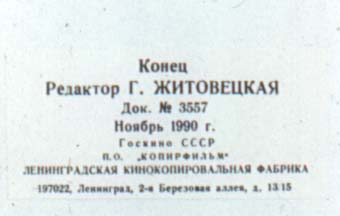 Конец
Редактор Г. ЖИТОВЕЦКАЯ
Док. № 3557
Ноябрь 1990 г.
Госкино СССР
П.О. „КОПИРФИЛЬМ"
ЛЕНИНГРАДСКАЯ КИНОКОПИРОВАЛЬНАЯ ФАБРИКА
197022, Ленинград, 2-я Березовая аллея, д. 13/15